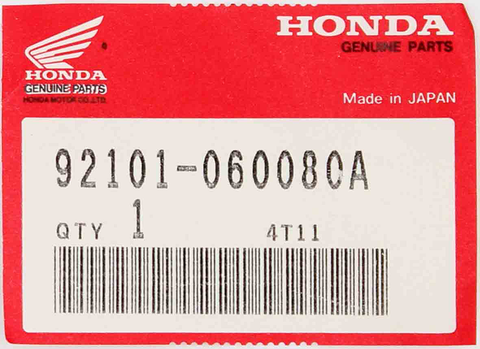 HONDA
GENUINE PARTS
HONDA MOTOR CO.,LTD.
HONDA
GENUINE PARTS
Made in JAPAN
92101-060080A
QTY 1 4T11